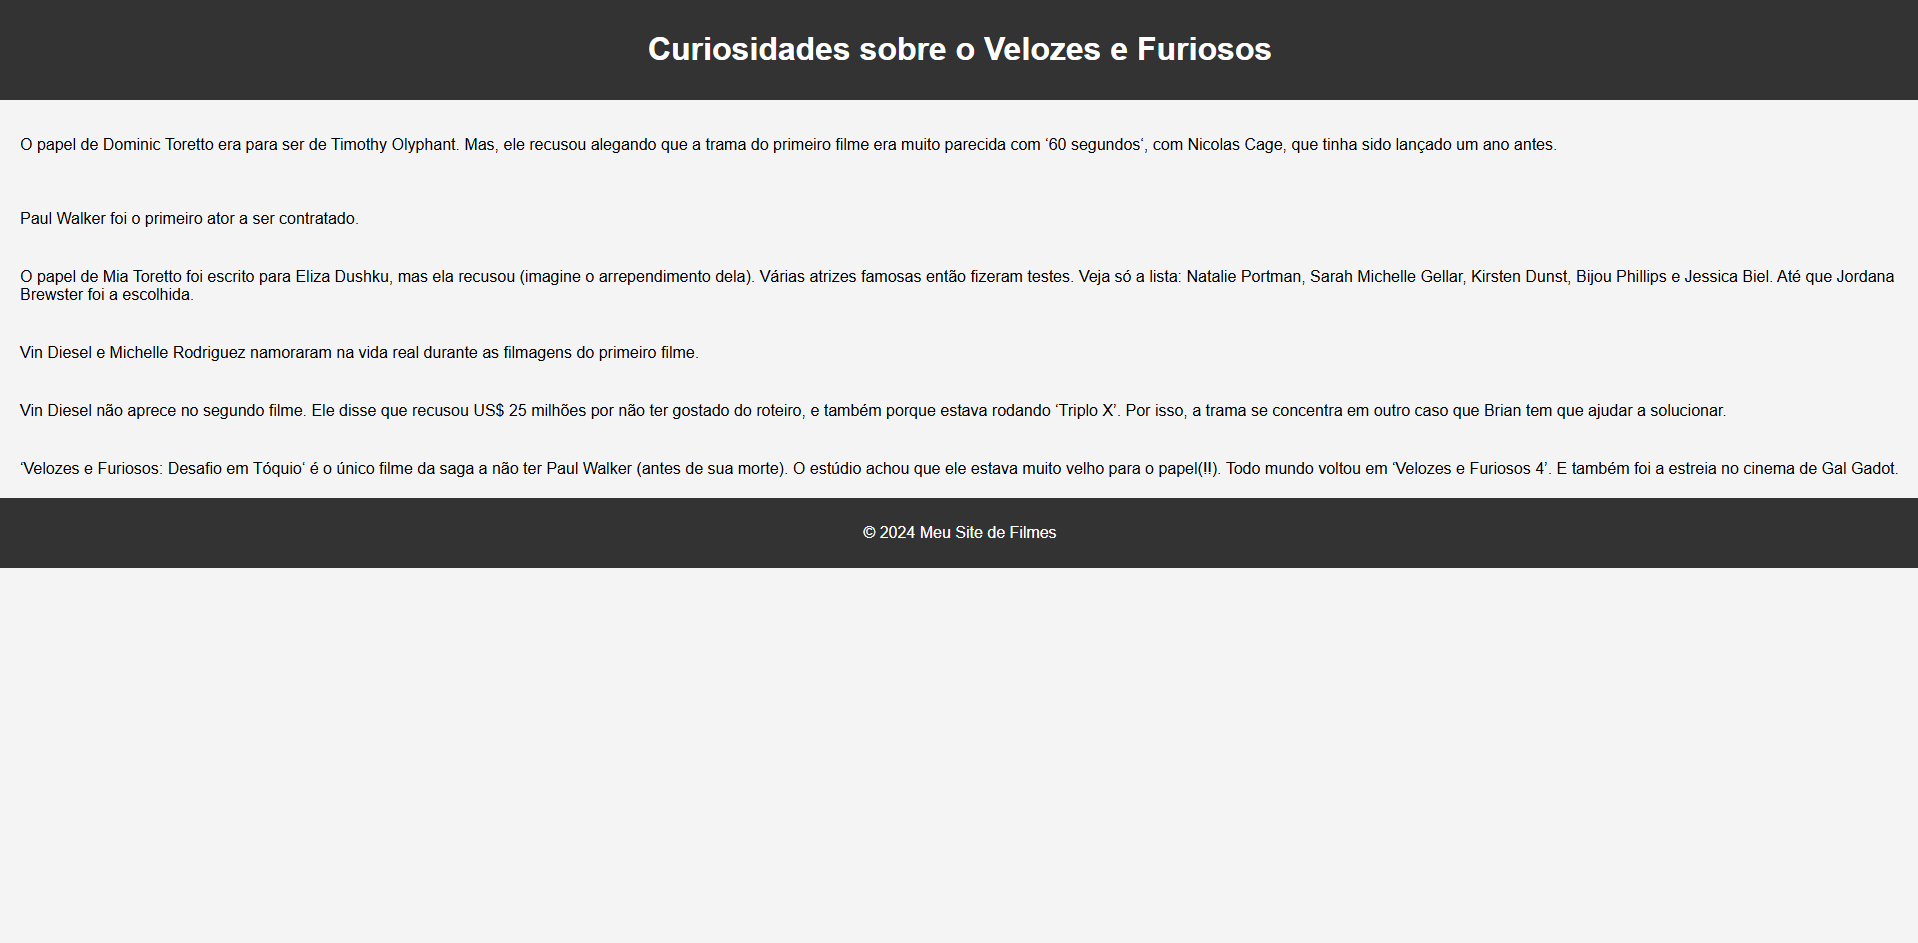 Curiosidades sobre o Velozes e Furiosos
O papel de Dominic Toretto era para ser de Timothy Olyphant. Mas, ele recusou alegando que a trama do primeiro filme era muito parecida com ‘60 segundos‘, com Nicolas Cage, que tinha sido lançado um ano antes.
Paul Walker foi o primeiro ator a ser contratado.
O papel de Mia Toretto foi escrito para Eliza Dushku, mas ela recusou (imagine o arrependimento dela). Várias atrizes famosas então fizeram testes. Veja só a lista: Natalie Portman, Sarah Michelle Gellar, Kirsten Dunst, Bijou Phillips e Jessica Biel. Até que Jordana
Brewster foi a escolhida.
Vin Diesel e Michelle Rodriguez namoraram na vida real durante as filmagens do primeiro filme.
Vin Diesel não aprece no segundo filme. Ele disse que recusou US$ 25 milhões por não ter gostado do roteiro, e também porque estava rodando ‘Triplo X’. Por isso, a trama se concentra em outro caso que Brian tem que ajudar a solucionar.
‘Velozes e Furiosos: Desafio em Tóquio‘ é o único filme da saga a não ter Paul Walker (antes de sua morte). O estúdio achou que ele estava muito velho para o papel(!!). Todo mundo voltou em ‘Velozes e Furiosos 4’. E também foi a estreia no cinema de Gal Gadot.
© 2024 Meu Site de Filmes